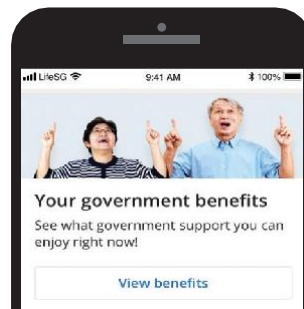 LifeSG 9:41 AM 100%
Your government benefits
See what government support you can
enjoy right now!
View benefits